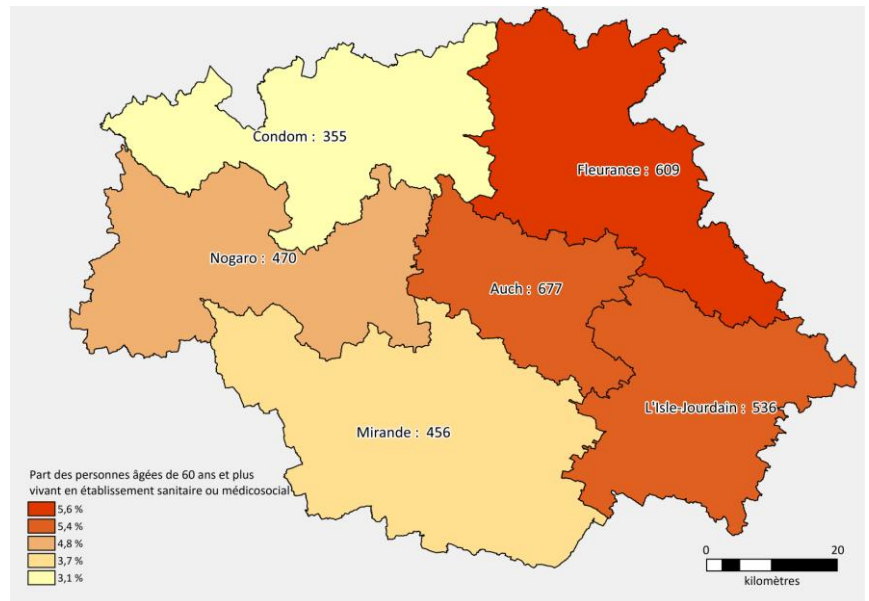 Condom : 355
Fleurance : 609
Nogaro : 470
Auch : 677
L'Isle-Jourdain : 536
Mirande : 456
Part des personnes âgées de 60 ans et plus
vivant en établissement sanitaire ou médicosocial
5,6 %
5,4 %
4,8 %
3,7 %
3,1 %
0 20
kilomètres